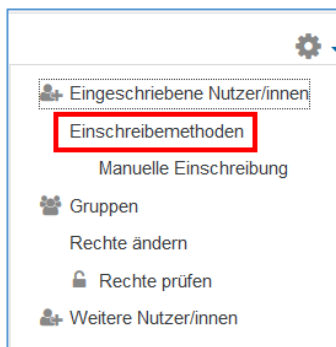 Eingeschriebene Nutzer/innen
Einschreibemethoden
Manuelle Einschreibung
Gruppen
Rechte ändern
Rechte prüfen
Weitere Nutzer/innen